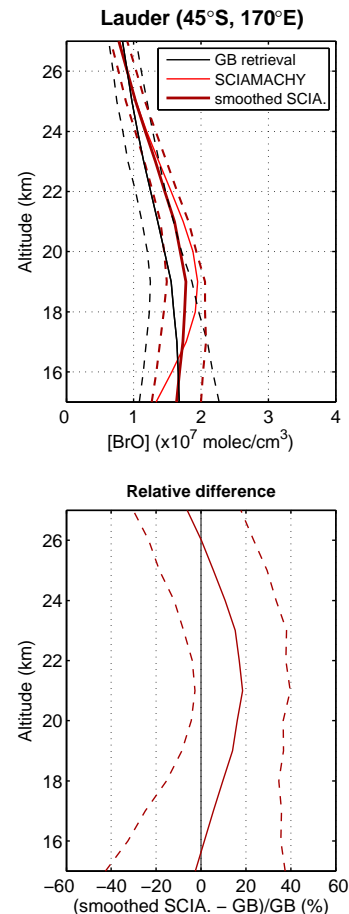 Lauder (45°S, 170°E)
26
24
22
20
18
16
Altitude (km)
GB retrieval
SCIAMACHY
smoothed SCIA.
0 1 2 3 4
[BrO] (x10⁷ molec/cm³)
Relative difference
26
24
22
20
18
16
Altitude (km)
−60 −40 −20 0 20 40 60
(smoothed SCIA. − GB)/GB (%)